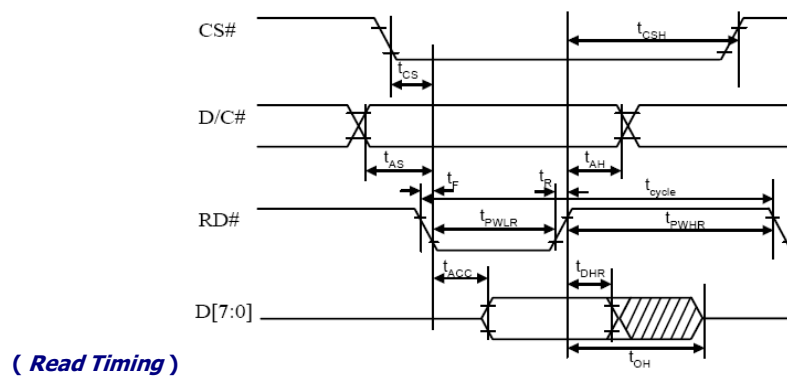 CS#
tCSH
tCS
D/C#
tAS
tAH
tF
tR
tcycle
RD#
tPWLR
tPWHR
tACC
tDHR
D[7:0]
tOH
( Read Timing )